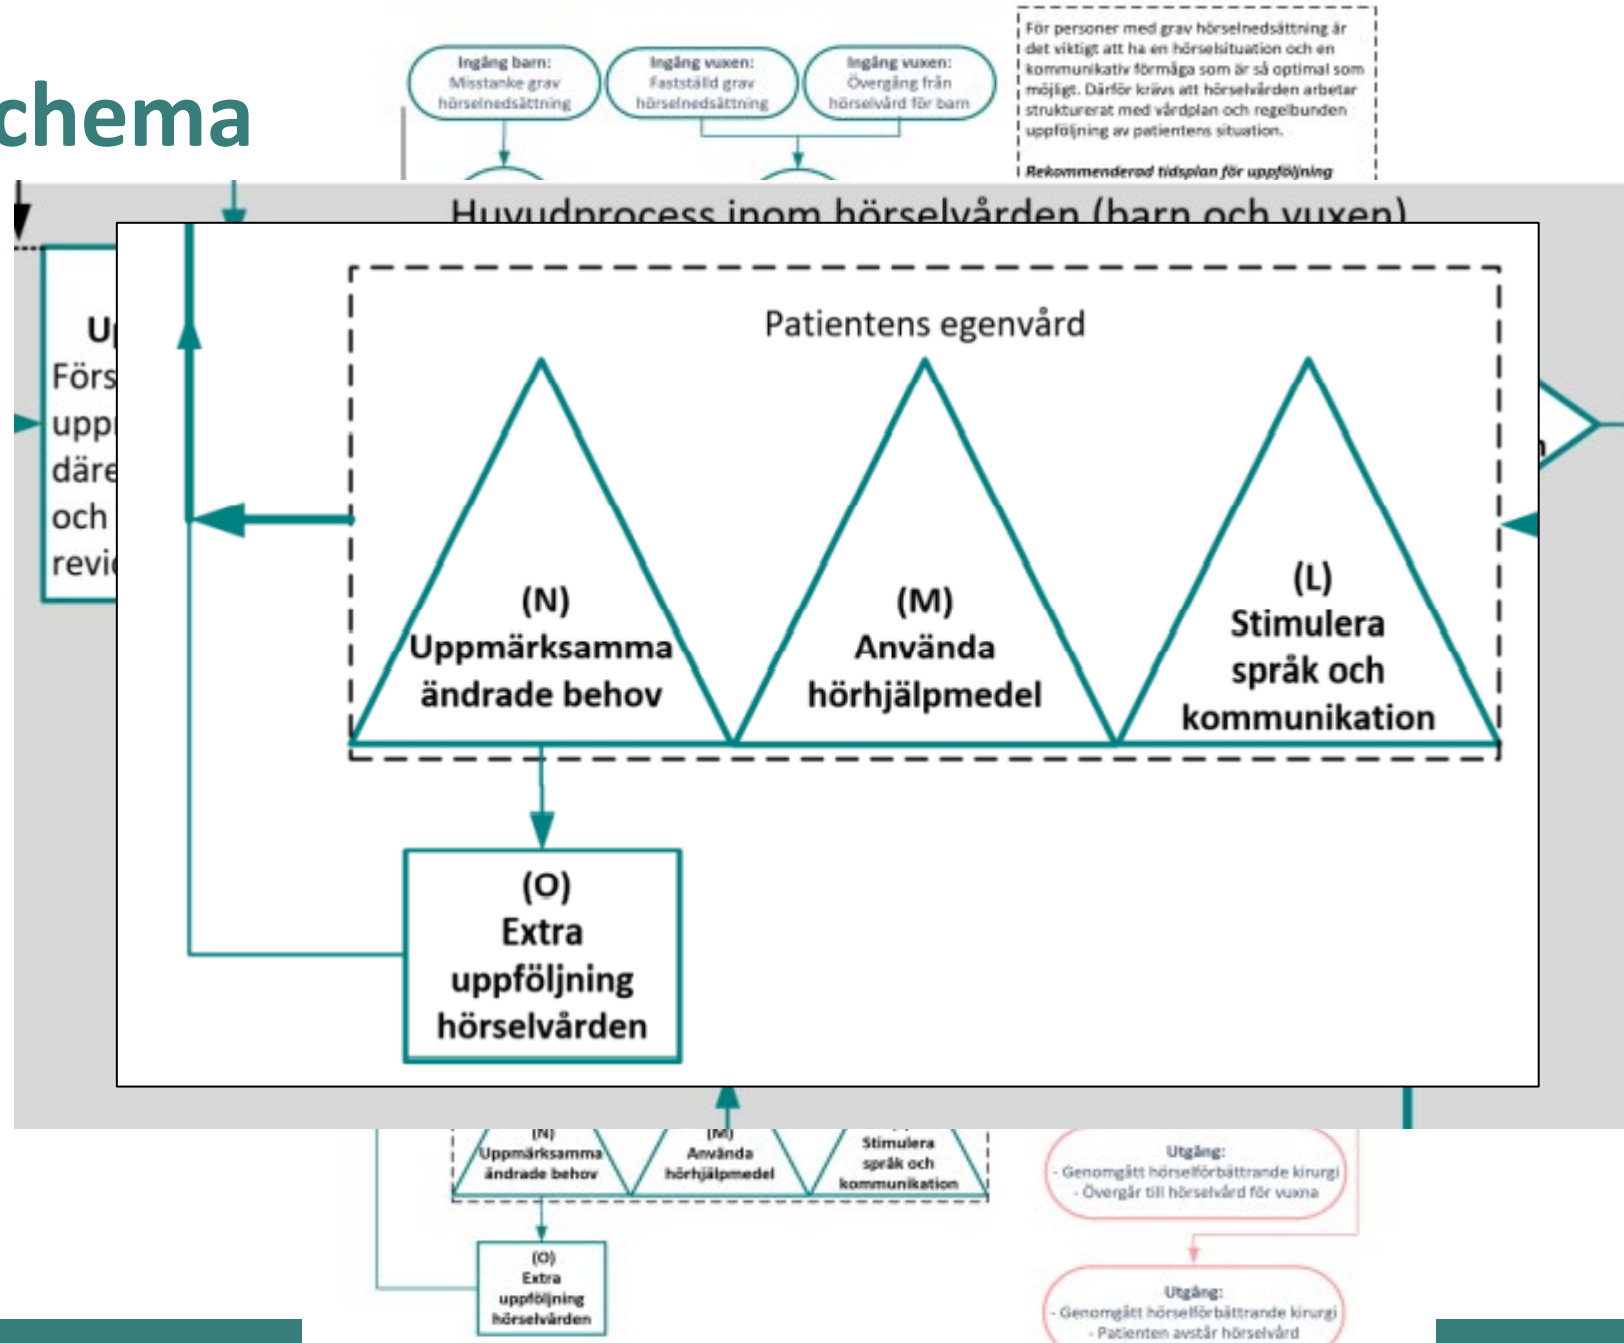 chema
Ingång barn:
Misstanke grav
hörselnedsättning
Ingång vuxen:
Fastställd grav
hörselnedsättning
Ingång vuxen:
Övergång från
hörselvård för barn
För personer med grav hörselnedsättning är
det viktigt att ha en hörselsituation och en
kommunikativ förmåga som är så optimal som
möjligt. Därför krävs att hörselvården arbetar
strukturerat med vårdplan och regelbunden
uppföljning av patientens situation.
Rekommenderad tidsplan för uppföljning
Huvudprocess inom hörselvården (barn och vuxen)
Förs
upp
däre
och
revi
Patientens egenvård
(N)
Uppmärksamma
ändrade behov
(M)
Använda
hörhjälpmedel
(L)
Stimulera
språk och
kommunikation
(O)
Extra
uppföljning
hörselvården
(N)
Uppmärksamma
ändrade behov
(M)
Använda
hörhjälpmedel
Stimulera
språk och
kommunikation
(O)
Extra
uppföljning
hörselvården
Utgång:
- Genomgått hörselförbättrande kirurgi
- Övergår till hörselvård för vuxna
Utgång:
- Genomgått hörselförbättrande kirurgi
- Patienten avstår hörselvård